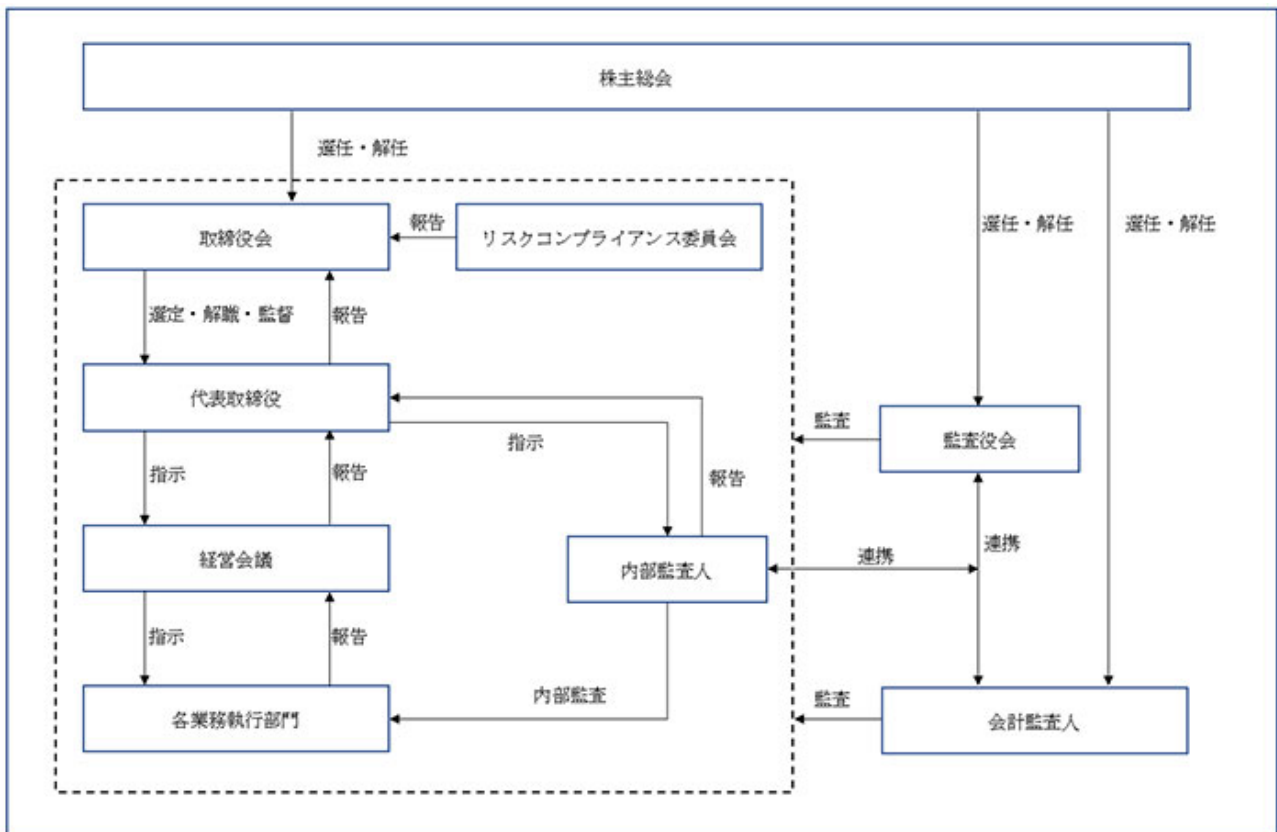 株主総会
選任・解任
選任・解任
選任・解任
取締役会
報告
リスクコンプライアンス委員会
選定・解職・監督
報告
代表取締役
指示
監査
監査役会
指示
報告
報告
経営会議
内部監査人
連携
連携
指示
報告
内部監査
各業務執行部門
監査
会計監査人